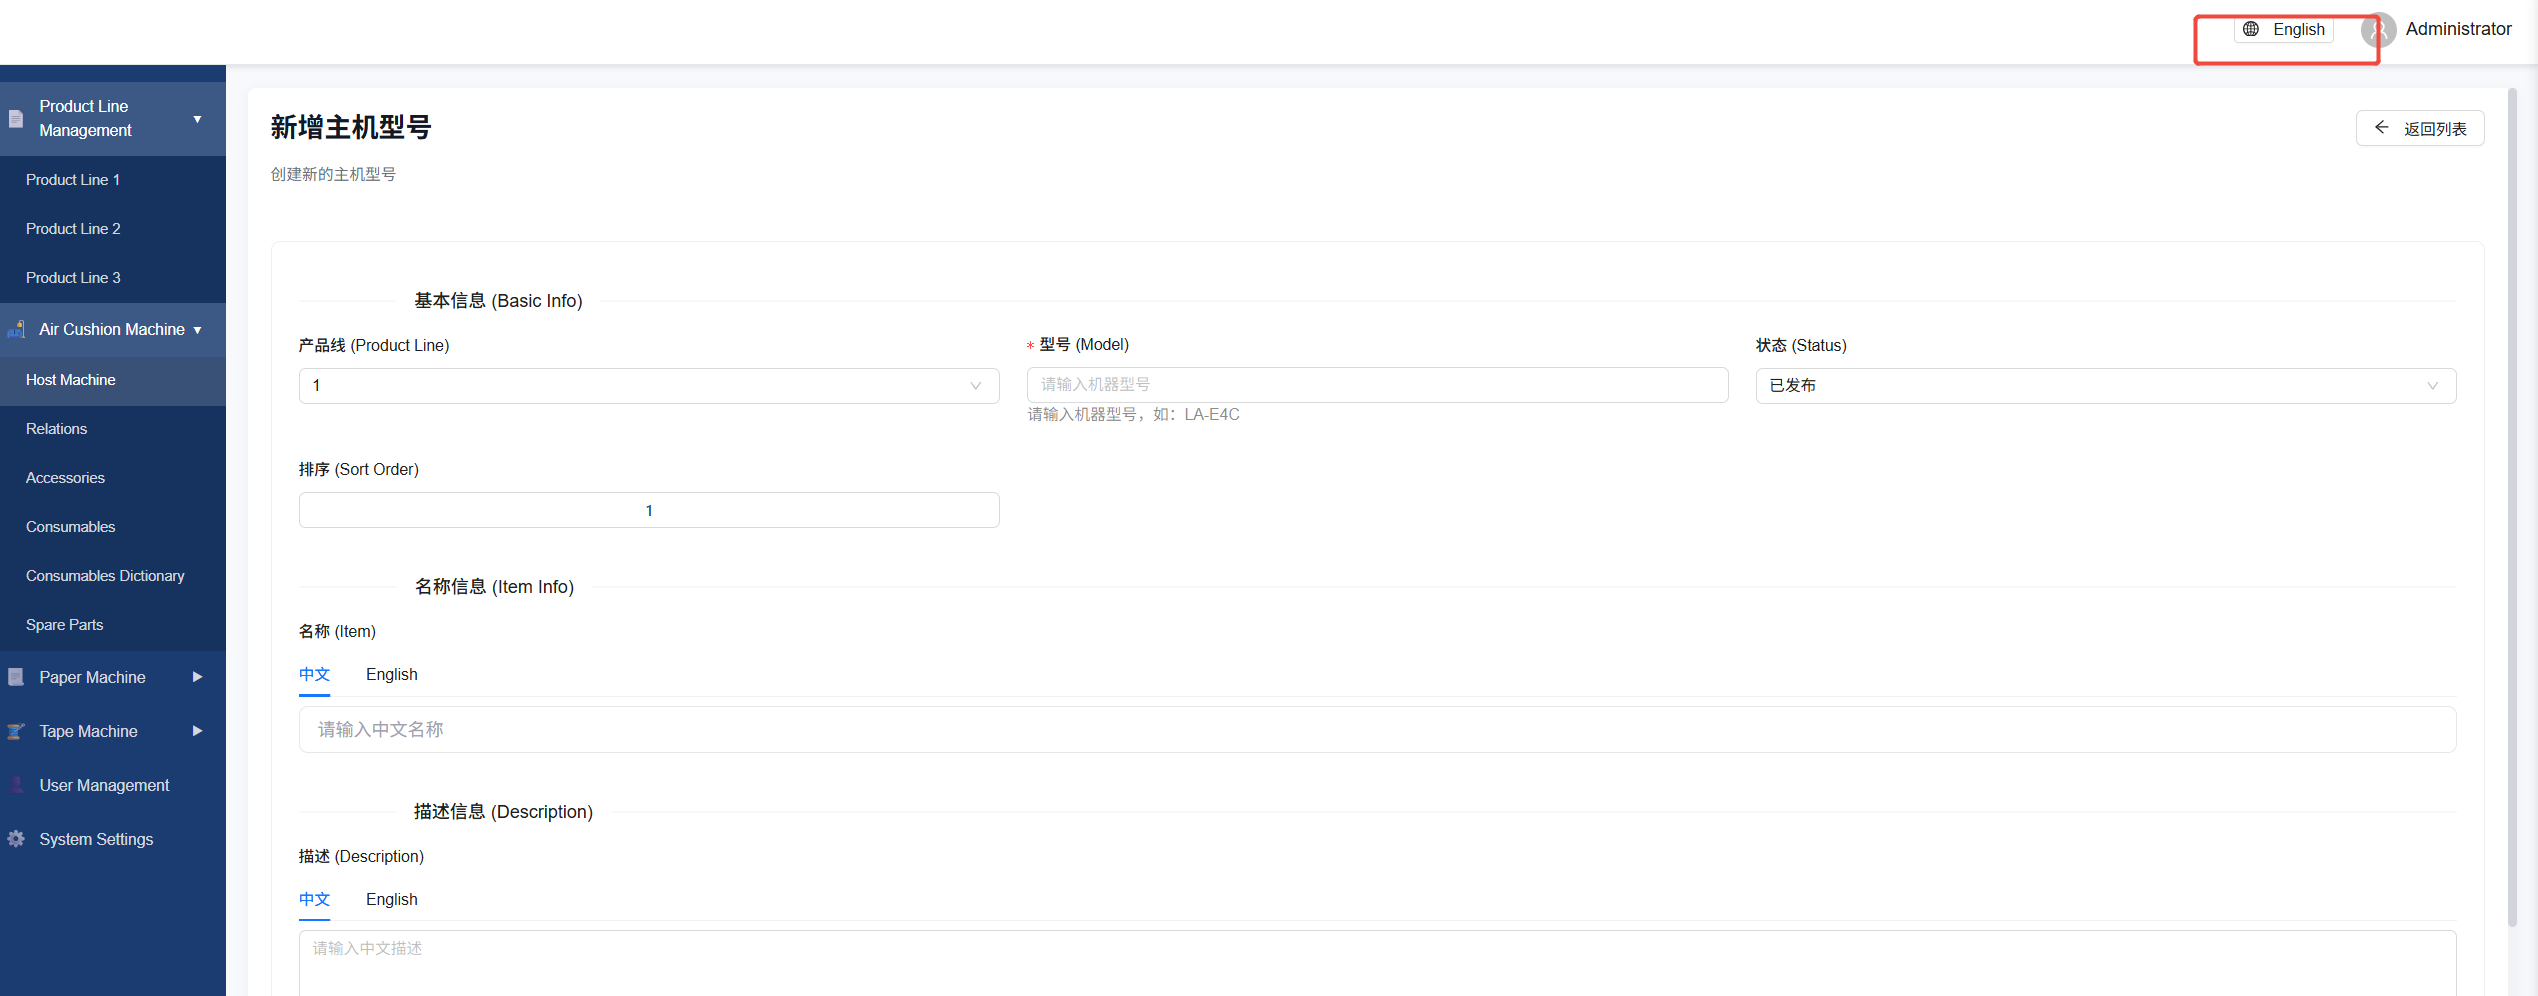 English
Administrator
Product Line
Management
Product Line 1
Product Line 2
Product Line 3
Air Cushion Machine
Host Machine
Relations
Accessories
Consumables
Consumables Dictionary
Spare Parts
Paper Machine
Tape Machine
User Management
System Settings
新增主机型号
返回列表
创建新的主机型号
基本信息 (Basic Info)
产品线 (Product Line)
* 型号 (Model)
状态 (Status)
1
请输入机器型号
已发布
请输入机器型号，如：LA-E4C
排序 (Sort Order)
1
名称信息 (Item Info)
名称 (Item)
中文 English
请输入中文名称
描述信息 (Description)
描述 (Description)
中文 English
请输入中文描述